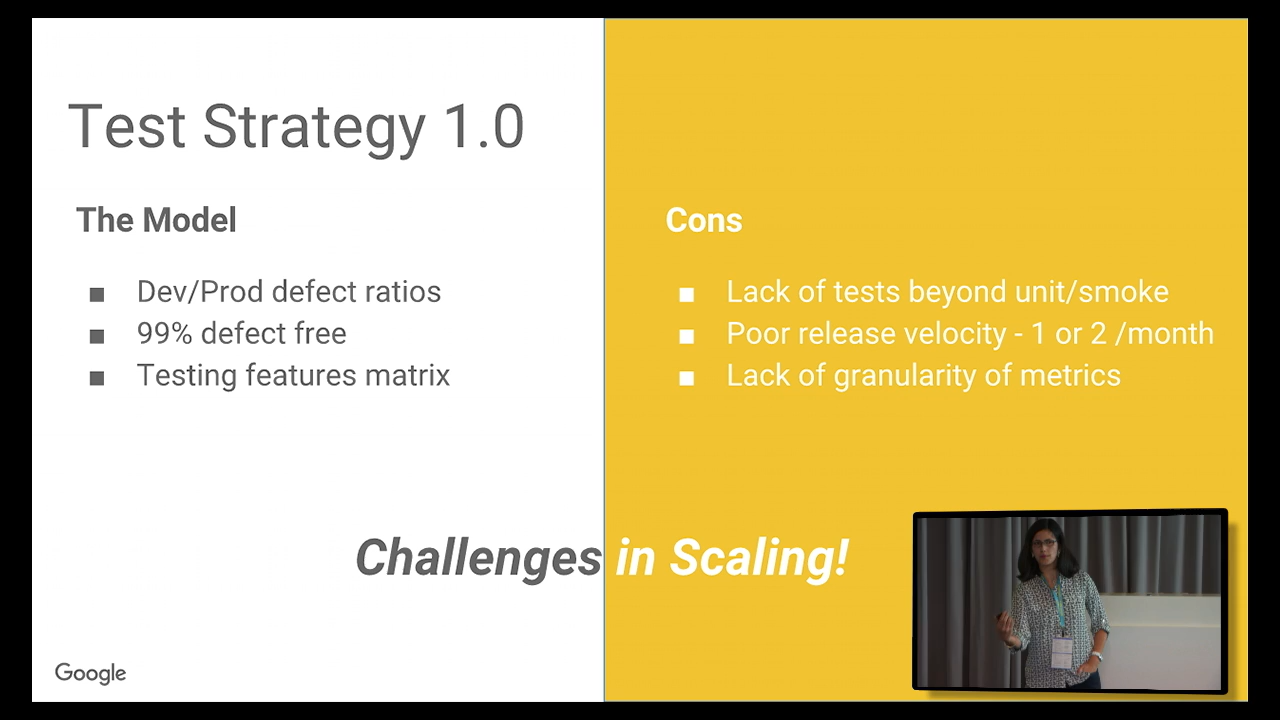 Test Strategy 1.0
The Model
■ Dev/Prod defect ratios
■ 99% defect free
■ Testing features matrix
Cons
■ Lack of tests beyond unit/smoke
■ Poor release velocity - 1 or 2 /month
■ Lack of granularity of metrics
Challenges in Scaling!
Google